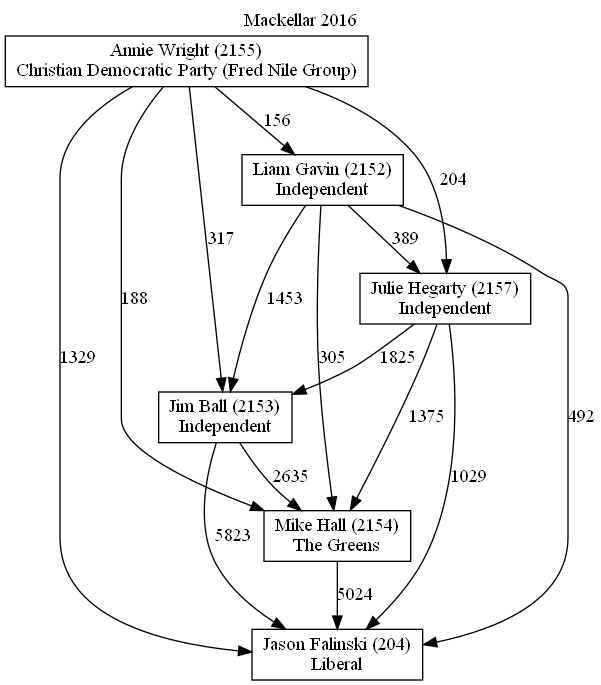 Mackellar 2016
Annie Wright (2155)
Christian Democratic Party (Fred Nile Group)
156
Liam Gavin (2152)
Independent
204
317
389
Julie Hegarty (2157)
Independent
1329
188
1453
305
1825
492
Jim Ball (2153)
Independent
1375
2635
1029
5823
Mike Hall (2154)
The Greens
5024
Jason Falinski (204)
Liberal